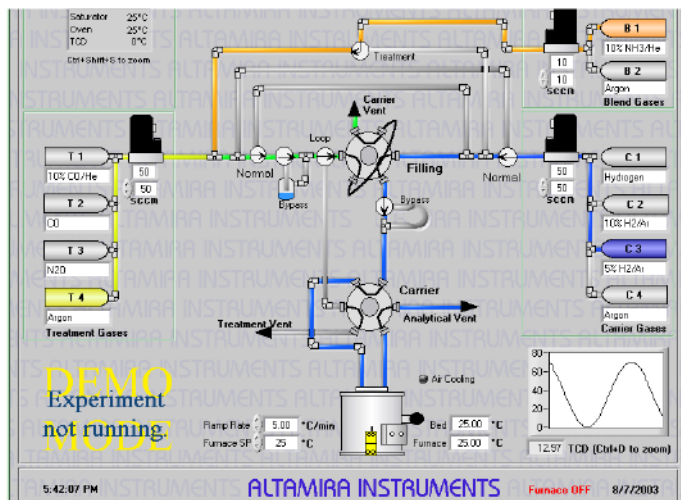 Saturator 25°C
Oven 25°C
TCD 0°C
Ctrl+Shift+S to zoom
Treatment
10
10
sccm
B 1
10% NH3/He
B 2
Argon
Blend Gases
Carrier
Vent
Loop
Normal
Filling
Normal
Bypass
Bypass
T 1
10% CO/He
T 2
CO
T 3
N2O
T 4
Argon
Treatment Gases
50
50
sccm
50
50
sccm
C 1
Hydrogen
C 2
10% H2/Ar
C 3
5% H2/Ar
C 4
Argon
Carrier Gases
Carrier
Treatment Vent
Analytical Vent
Air Cooling
DEMO
MODE
Experiment
not running.
Ramp Rate 5.00 °C/min
Furnace SP 25 °C
Bed 25.00 °C
Furnace 25.00 °C
80
60
40
20
0
12.97 TCD (Ctrl+D to zoom)
5:42:07 PM ALTAMIRA INSTRUMENTS Furnace OFF 8/7/2003